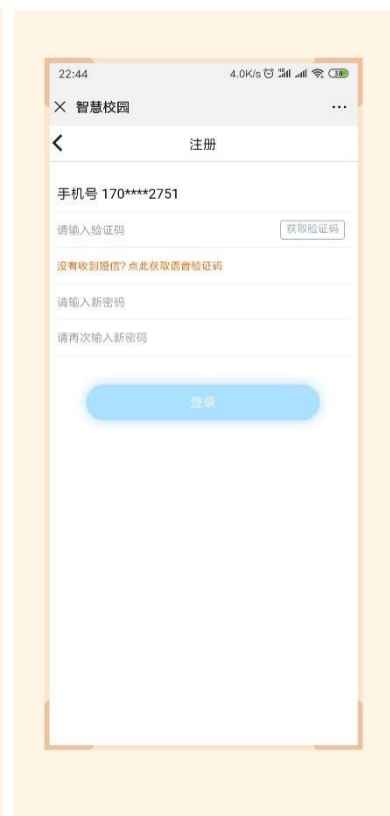 22:44 4.0K/s
智慧校园
注册
手机号 170****2751
请输入验证码 获取验证码
没有收到短信？点此获取语音验证码
请输入新密码
请再次输入新密码
登录